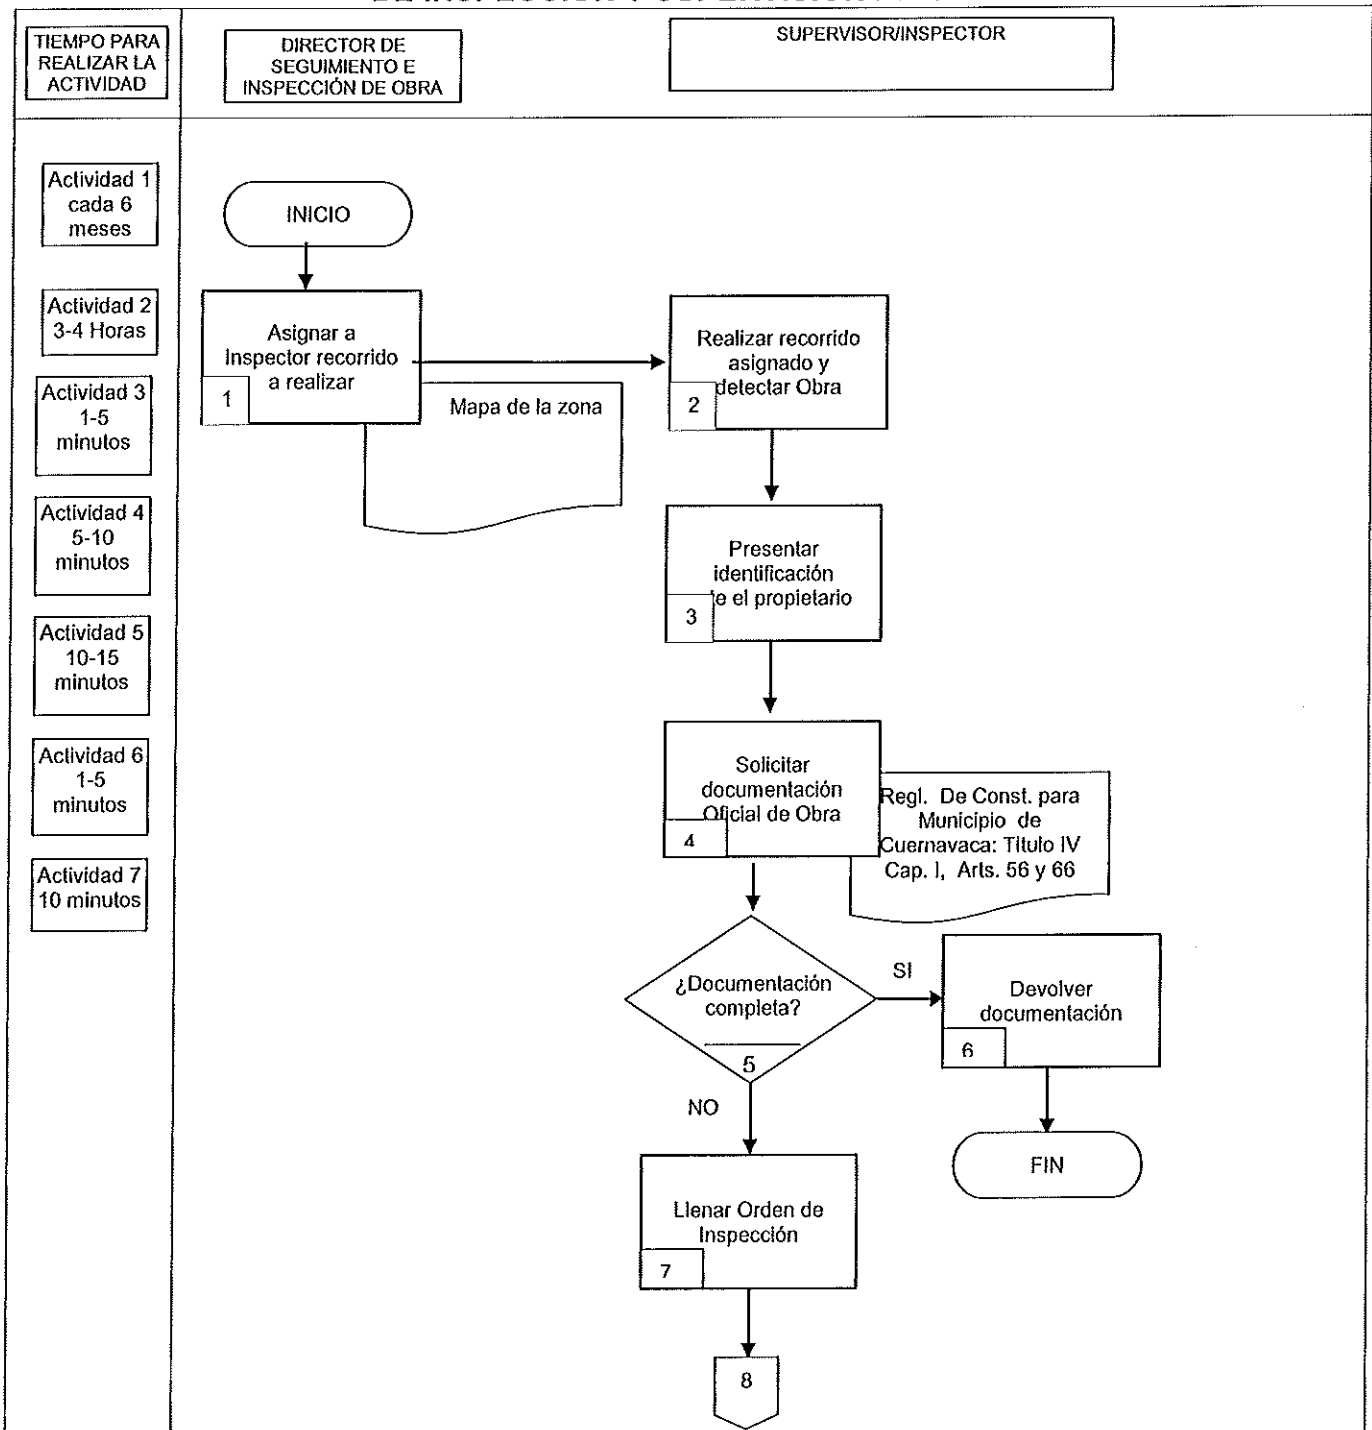 TIEMPO PARA
REALIZAR LA
ACTIVIDAD
DIRECTOR DE
SEGUIMIENTO E
INSPECCIÓN DE OBRA
SUPERVISOR/INSPECTOR
Actividad 1
cada 6
meses
Actividad 2
3-4 Horas
Actividad 3
1-5
minutos
Actividad 4
5-10
minutos
Actividad 5
10-15
minutos
Actividad 6
1-5
minutos
Actividad 7
10 minutos
INICIO
Asignar a
Inspector recorrido
a realizar
1
Mapa de la zona
Realizar recorrido
asignado y
detectar Obra
2
Presentar
identificación
te el propietario
3
Solicitar
documentación
Oficial de Obra
4
Regl. De Const. para
Municipio de
Cuernavaca: Titulo IV
Cap. I, Arts. 56 y 66
¿Documentación
completa?
5
SI
Devolver
documentación
6
FIN
NO
Llenar Orden de
Inspección
7
8